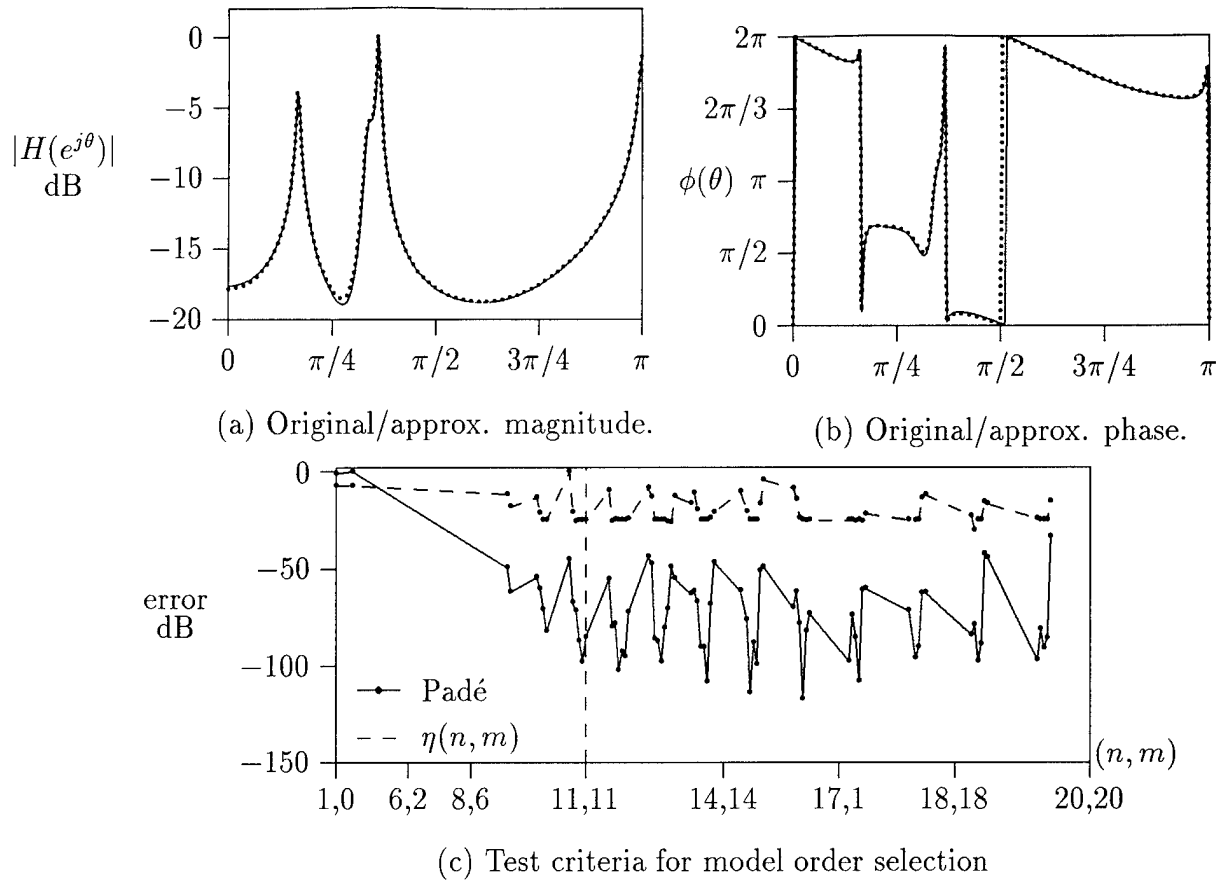 0
−5
−10
−15
−20
|H(e^{jθ})|
dB
0 π/4 π/2 3π/4 π
(a) Original/approx. magnitude.
2π
2π/3
φ(θ) π
π/2
0
0 π/4 π/2 3π/4 π
(b) Original/approx. phase.
0
−50
−100
−150
error
dB
Padé
η(n, m)
(n, m)
1,0 6,2 8,6 11,11 14,14 17,1 18,18 20,20
(c) Test criteria for model order selection